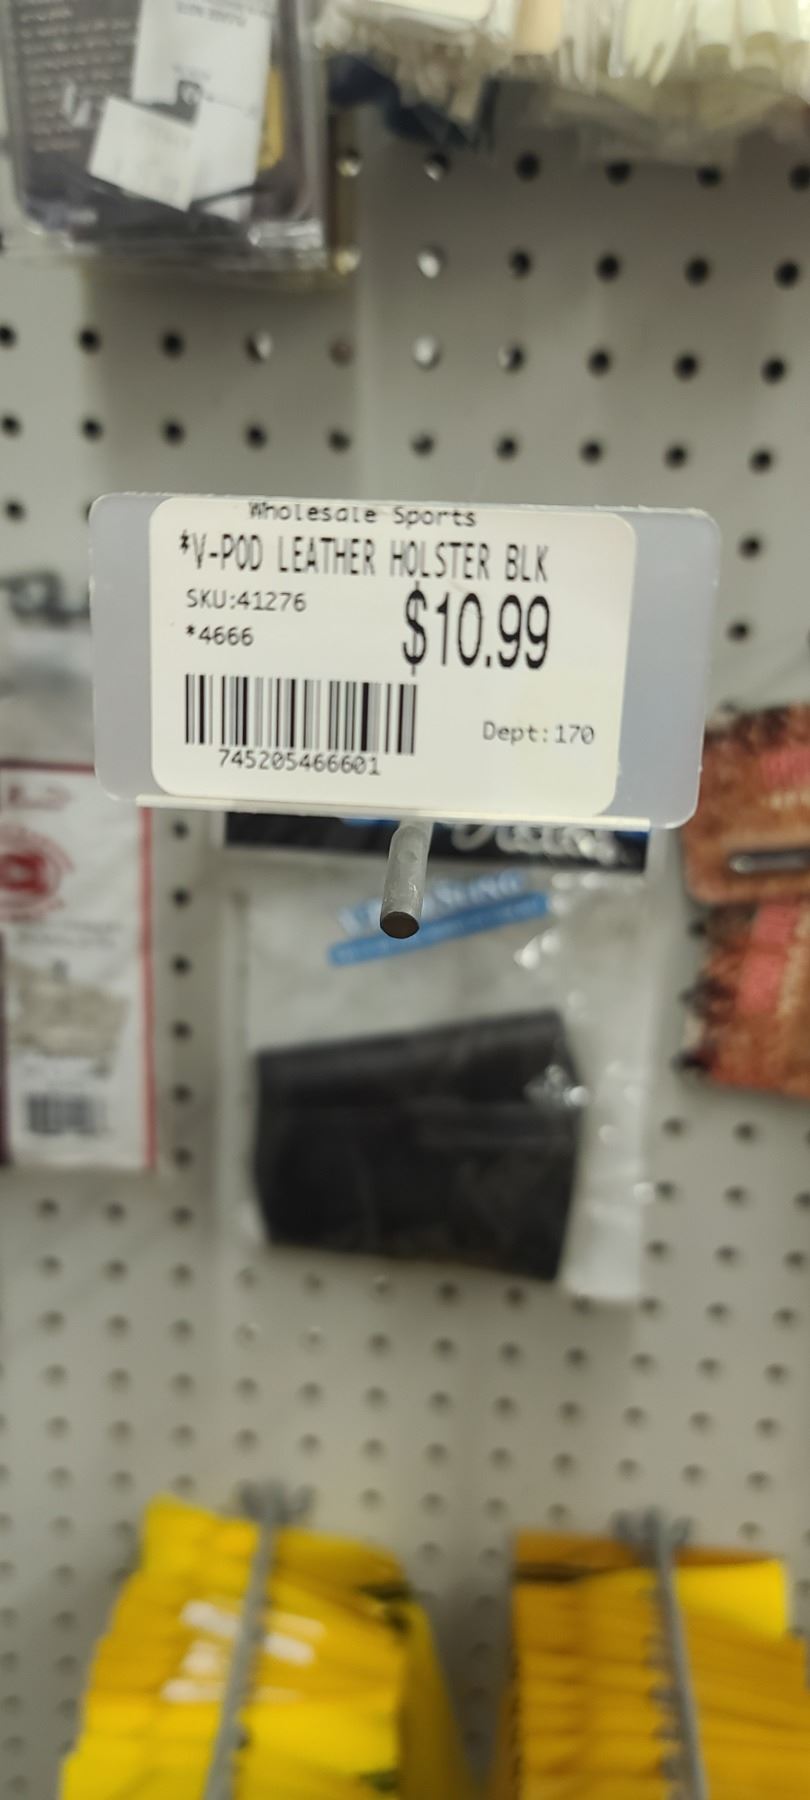 Wholesale Sports
*V-POD LEATHER HOLSTER BLK
SKU:41276
$10.99
*4666
Dept:170
745205466601